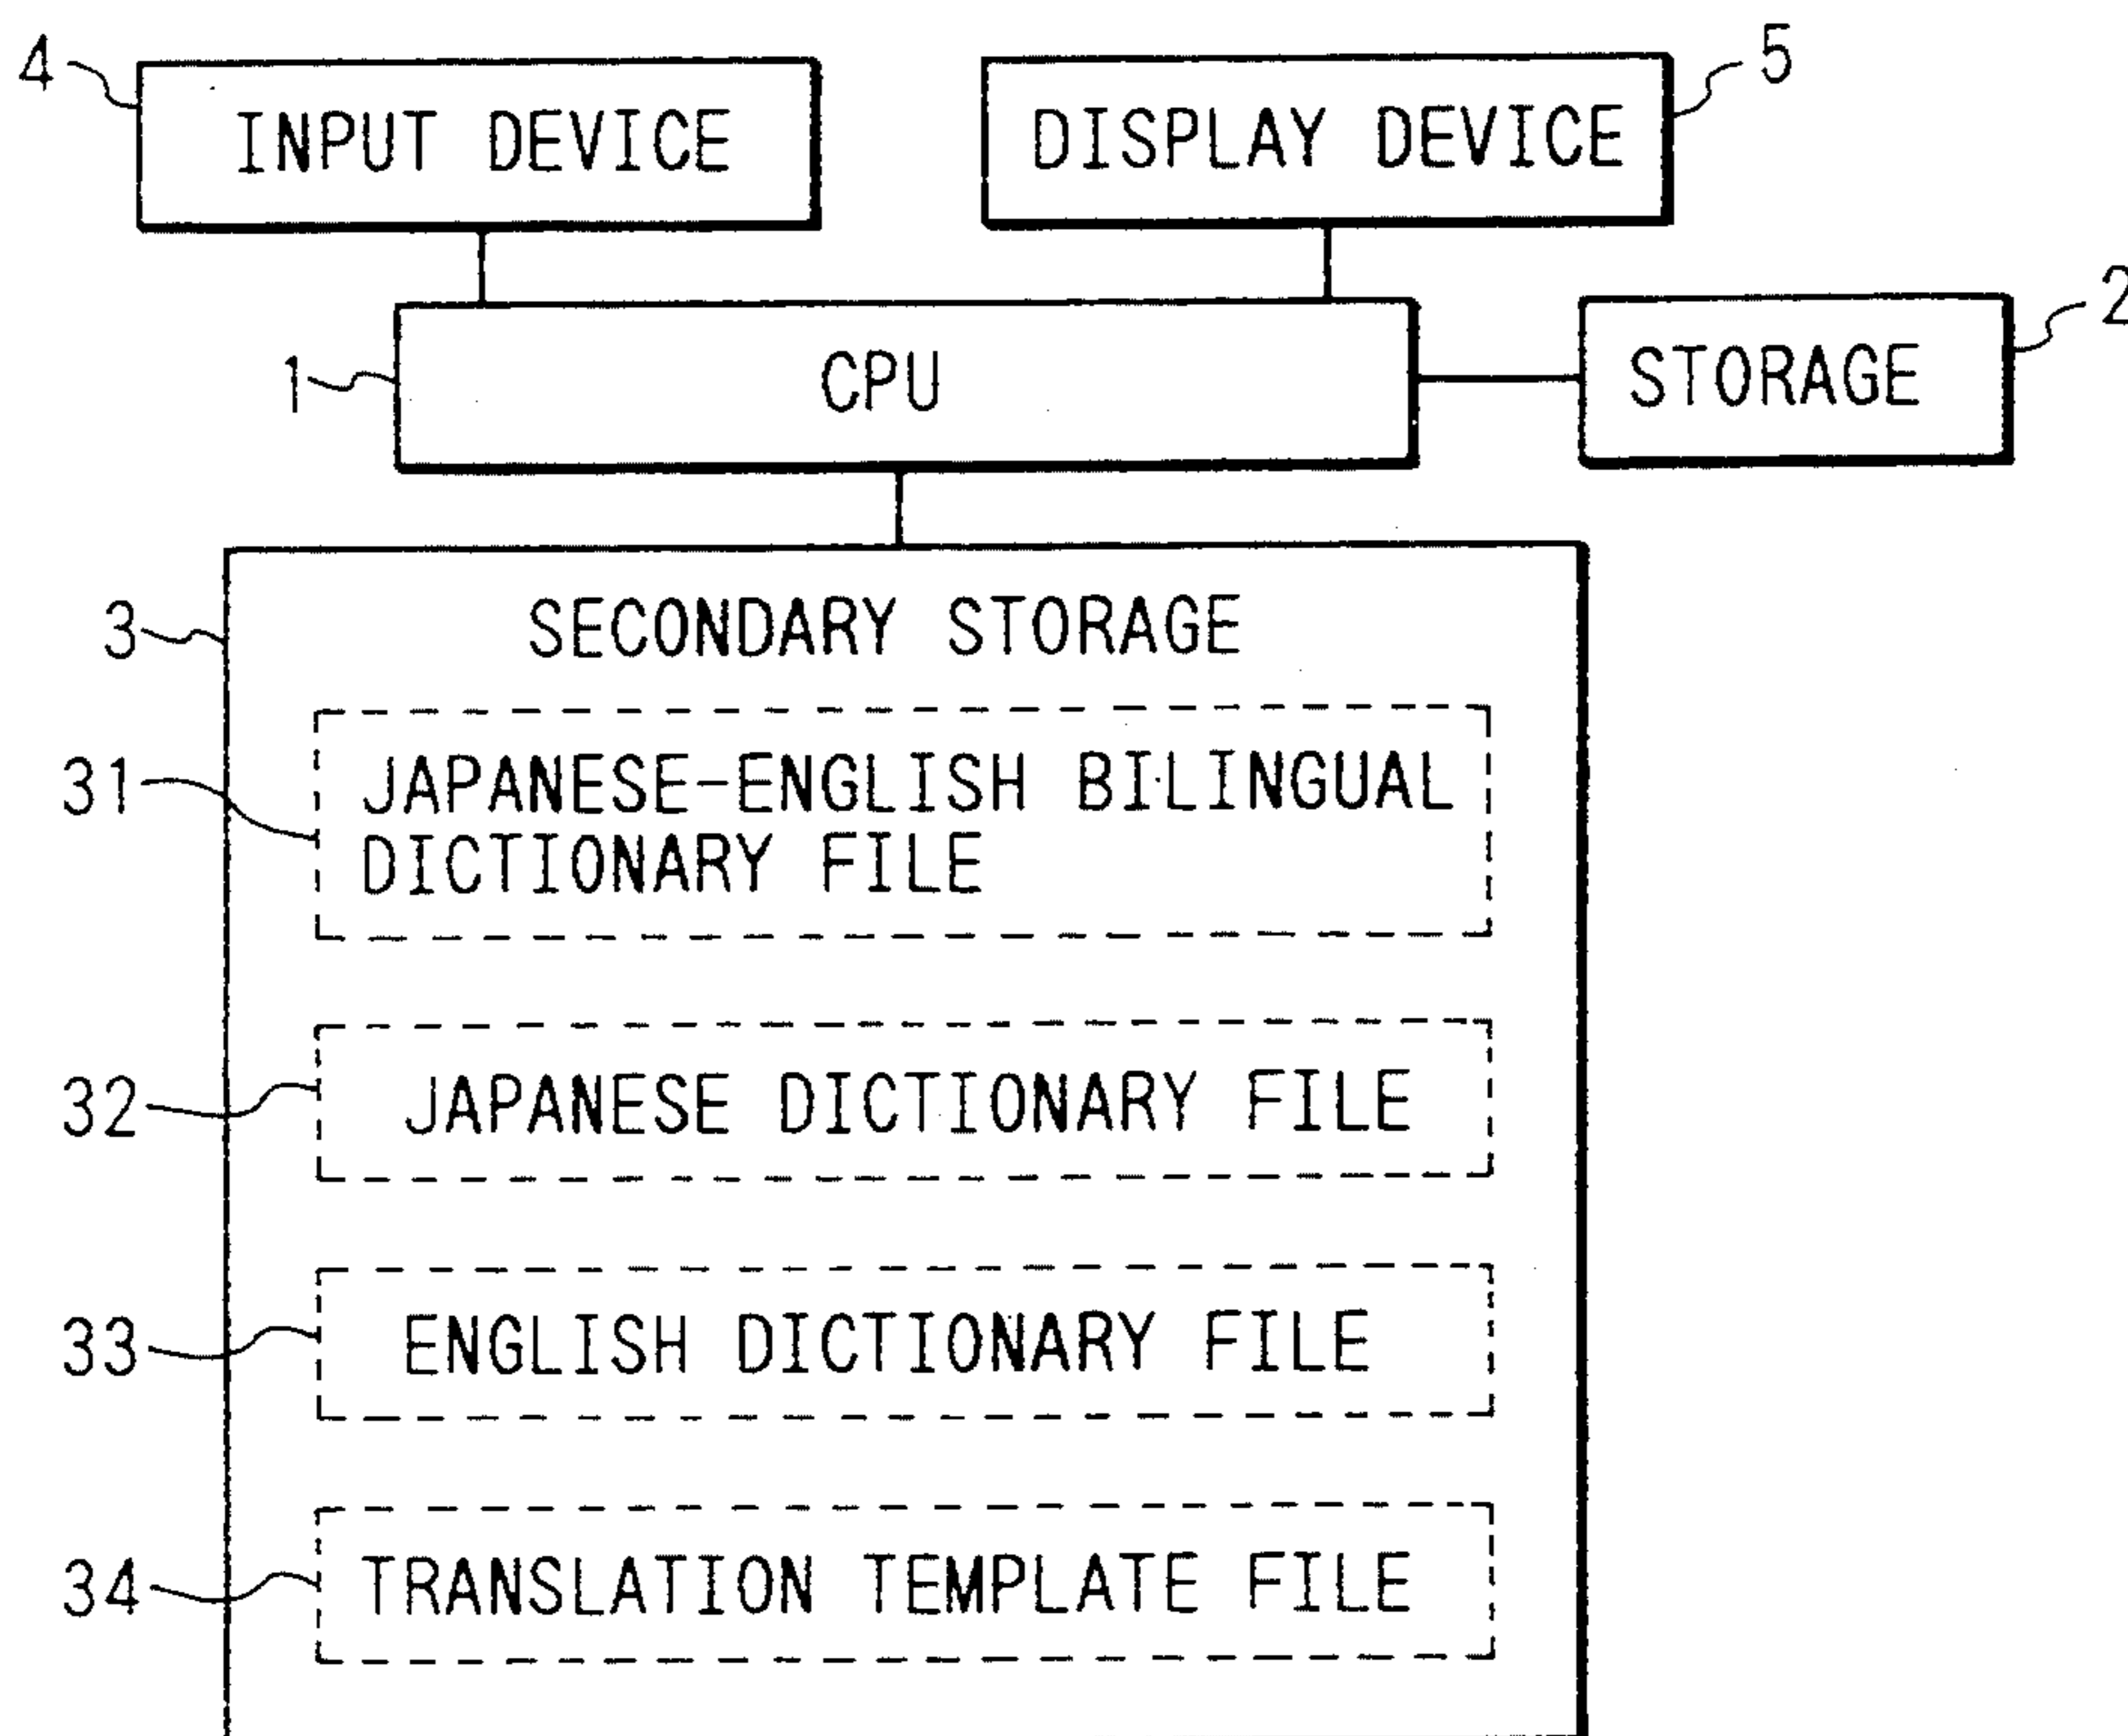 4
INPUT DEVICE
DISPLAY DEVICE
5
1
CPU
STORAGE
2
3
SECONDARY STORAGE
31
JAPANESE-ENGLISH BILINGUAL
DICTIONARY FILE
32
JAPANESE DICTIONARY FILE
33
ENGLISH DICTIONARY FILE
34
TRANSLATION TEMPLATE FILE